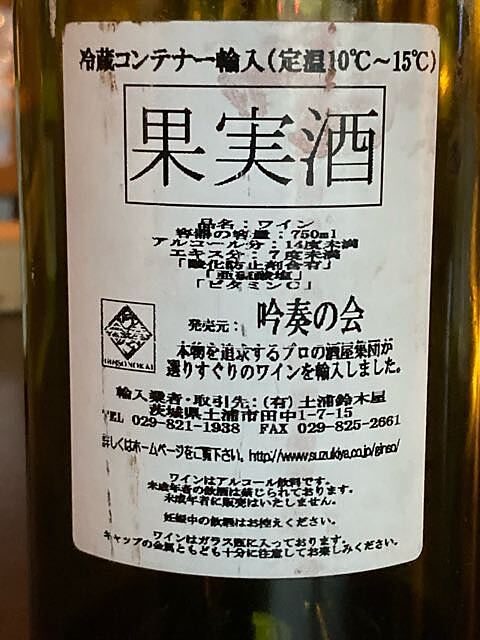 冷蔵コンテナー輸入(定温10℃～15℃)
果実酒
品名：ワイン
容器の容量：750ml
アルコール分：14度未満
エキス分：7度未満
「酸化防止剤含有」
「亜硫酸塩」
「ビタミンC」
GINSONOKAI
発売元：吟奏の会
本物を追求するプロの酒屋集団が
選りすぐりのワインを輸入しました。
輸入業者・取引先：(有)土浦鈴木屋
茨城県土浦市田中1-7-15
TEL 029-821-1938 FAX 029-825-2661
詳しくはホームページをご覧下さい。http://www.suzukiya.co.jp/ginso/
ワインはアルコール飲料です。
未成年者の飲酒は禁じられております。
未成年者に販売はいたしません。
妊娠中の飲酒はお控えください。
ワインはガラス瓶に入っております。
キャップの金属ともども十分に注意してお楽しみください。